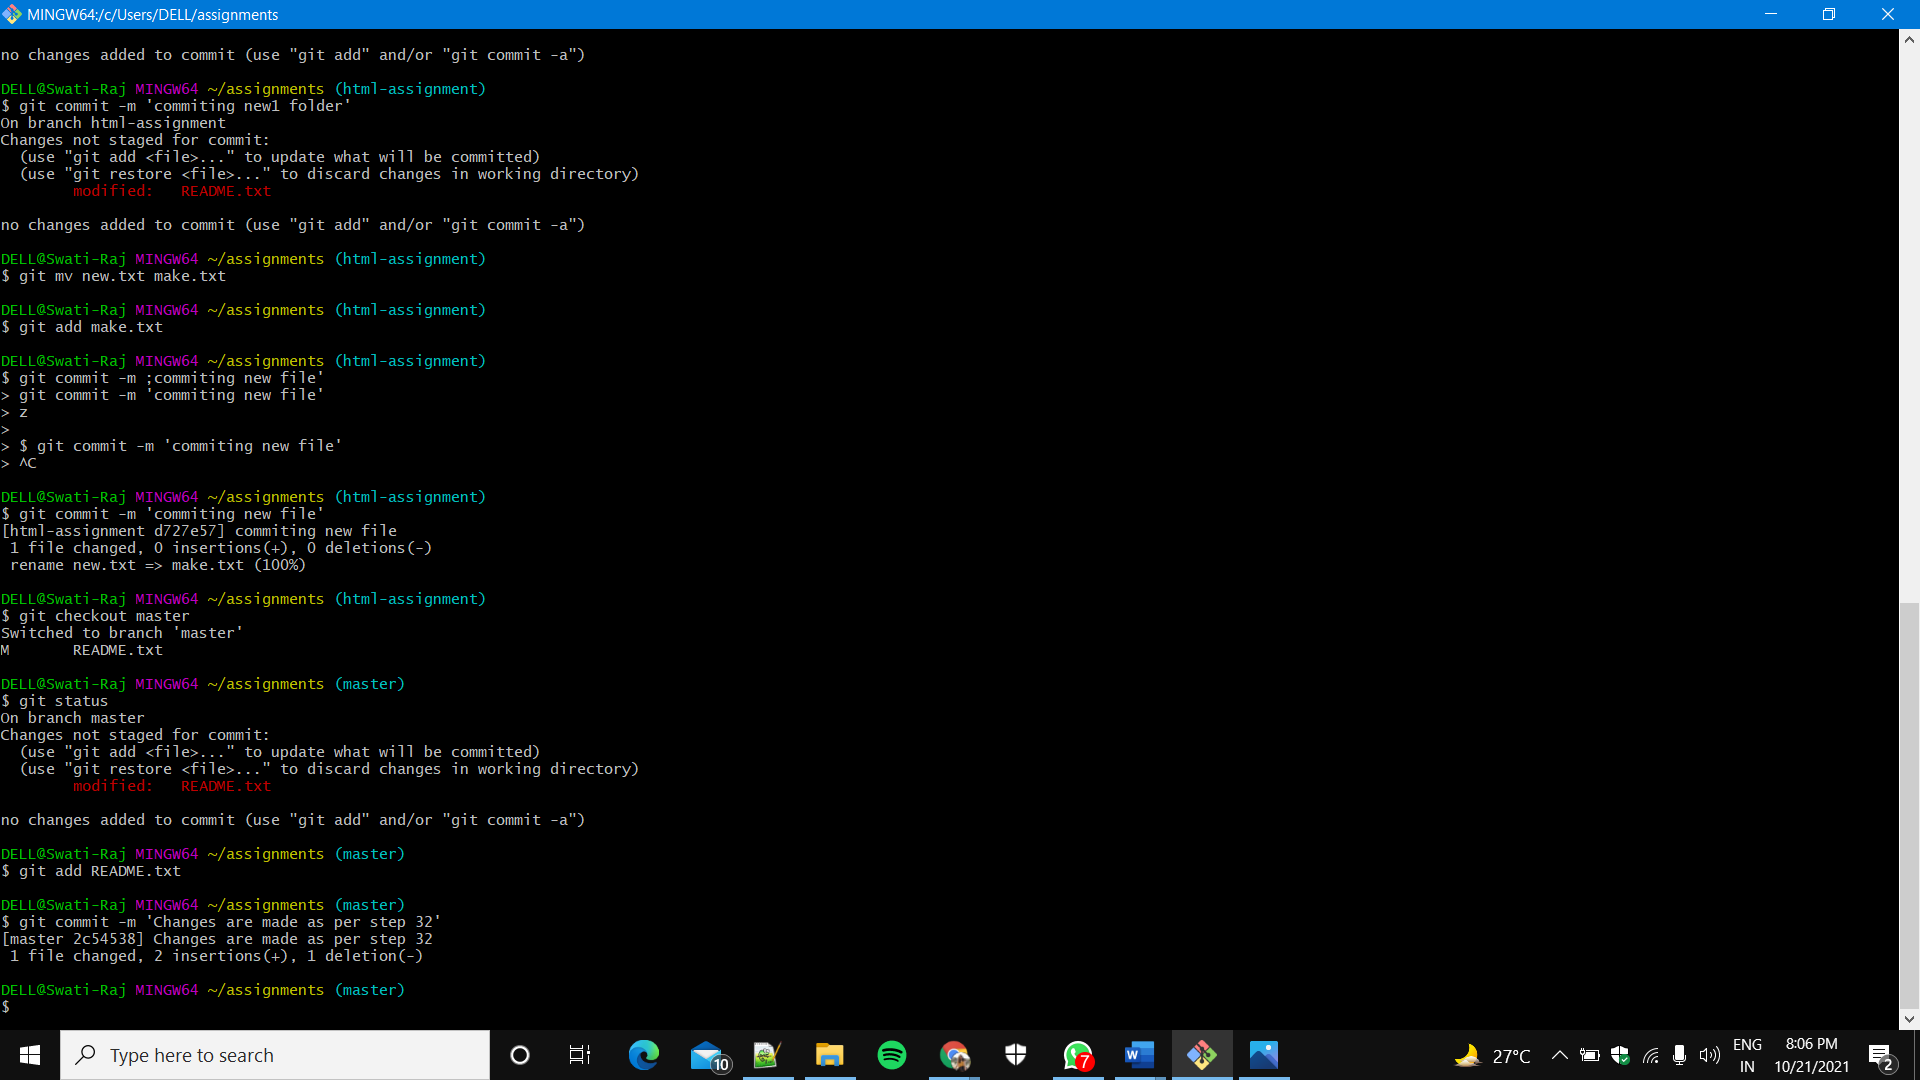 MINGW64:/c/Users/DELL/assignments
no changes added to commit (use "git add" and/or "git commit -a")
DELL@Swati-Raj MINGW64 ~/assignments (html-assignment)
$ git commit -m 'commiting new1 folder'
On branch html-assignment
Changes not staged for commit:
  (use "git add <file>..." to update what will be committed)
  (use "git restore <file>..." to discard changes in working directory)
        modified:   README.txt
no changes added to commit (use "git add" and/or "git commit -a")
DELL@Swati-Raj MINGW64 ~/assignments (html-assignment)
$ git mv new.txt make.txt
DELL@Swati-Raj MINGW64 ~/assignments (html-assignment)
$ git add make.txt
DELL@Swati-Raj MINGW64 ~/assignments (html-assignment)
$ git commit -m ;commiting new file'
> git commit -m 'commiting new file'
> z
>
> $ git commit -m 'commiting new file'
> ^C
DELL@Swati-Raj MINGW64 ~/assignments (html-assignment)
$ git commit -m 'commiting new file'
[html-assignment d727e57] commiting new file
 1 file changed, 0 insertions(+), 0 deletions(-)
 rename new.txt => make.txt (100%)
DELL@Swati-Raj MINGW64 ~/assignments (html-assignment)
$ git checkout master
Switched to branch 'master'
M       README.txt
DELL@Swati-Raj MINGW64 ~/assignments (master)
$ git status
On branch master
Changes not staged for commit:
  (use "git add <file>..." to update what will be committed)
  (use "git restore <file>..." to discard changes in working directory)
        modified:   README.txt
no changes added to commit (use "git add" and/or "git commit -a")
DELL@Swati-Raj MINGW64 ~/assignments (master)
$ git add README.txt
DELL@Swati-Raj MINGW64 ~/assignments (master)
$ git commit -m 'Changes are made as per step 32'
[master 2c54538] Changes are made as per step 32
 1 file changed, 2 insertions(+), 1 deletion(-)
DELL@Swati-Raj MINGW64 ~/assignments (master)
$
Type here to search
10
7
W
27°C
ENG
IN
8:06 PM
10/21/2021
2